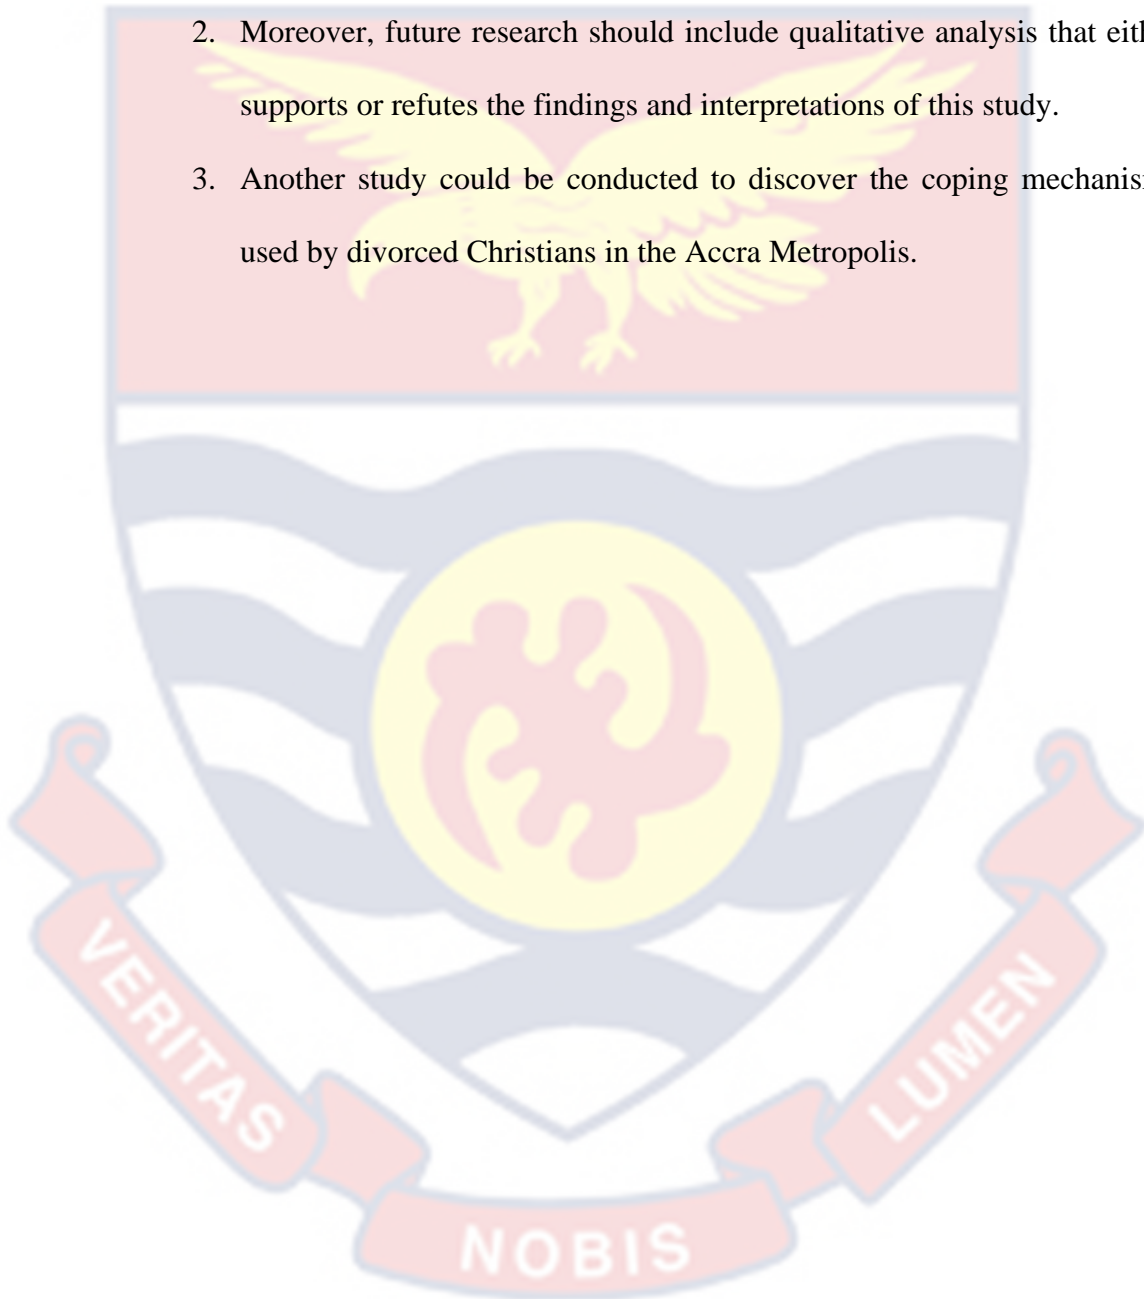 2. Moreover, future research should include qualitative analysis that
supports or refutes the findings and interpretations of this study.
3. Another study could be conducted to discover the coping
used by divorced Christians in the Accra Metropolis.
VERITAS
NOBIS
LUMEN